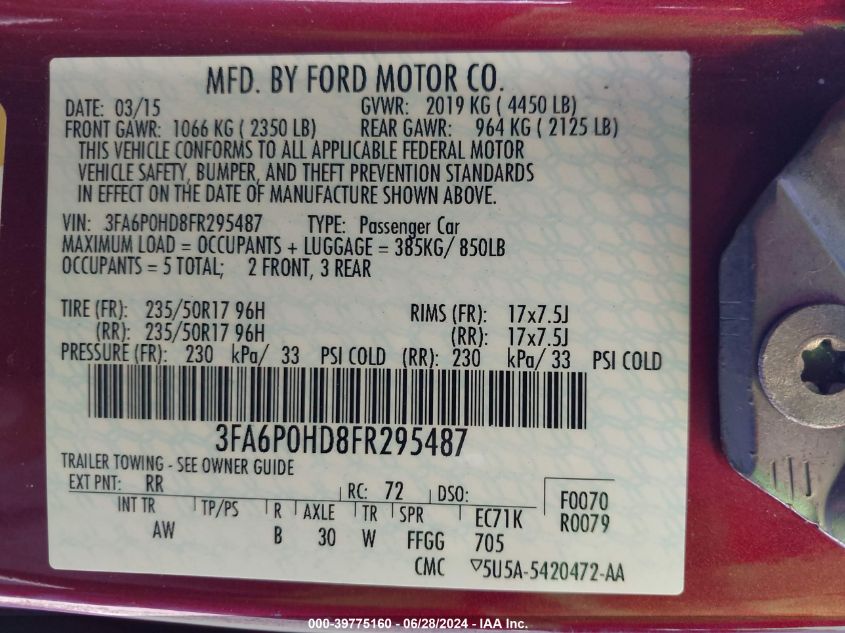 MFD. BY FORD MOTOR CO.
DATE: 03/15 GVWR: 2019 KG ( 4450 LB)
FRONT GAWR: 1066 KG ( 2350 LB) REAR GAWR: 964 KG ( 2125 LB)
THIS VEHICLE CONFORMS TO ALL APPLICABLE FEDERAL MOTOR
VEHICLE SAFETY, BUMPER, AND THEFT PREVENTION STANDARDS
IN EFFECT ON THE DATE OF MANUFACTURE SHOWN ABOVE.
VIN: 3FA6P0HD8FR295487 TYPE: Passenger Car
MAXIMUM LOAD = OCCUPANTS + LUGGAGE = 385KG/ 850LB
OCCUPANTS = 5 TOTAL; 2 FRONT, 3 REAR
TIRE (FR): 235/50R17 96H RIMS (FR): 17x7.5J
(RR): 235/50R17 96H (RR): 17x7.5J
PRESSURE (FR): 230 kPa/ 33 PSI COLD (RR): 230 kPa/ 33 PSI COLD
3FA6P0HD8FR295487
TRAILER TOWING - SEE OWNER GUIDE
EXT PNT: RR RC: 72 DSO: F0070
INT TR TP/PS R AXLE TR SPR EC71K R0079
AW B 30 W FFGG 705
CMC ▽5U5A-5420472-AA
000-39775160 - 06/28/2024 - IAA Inc.